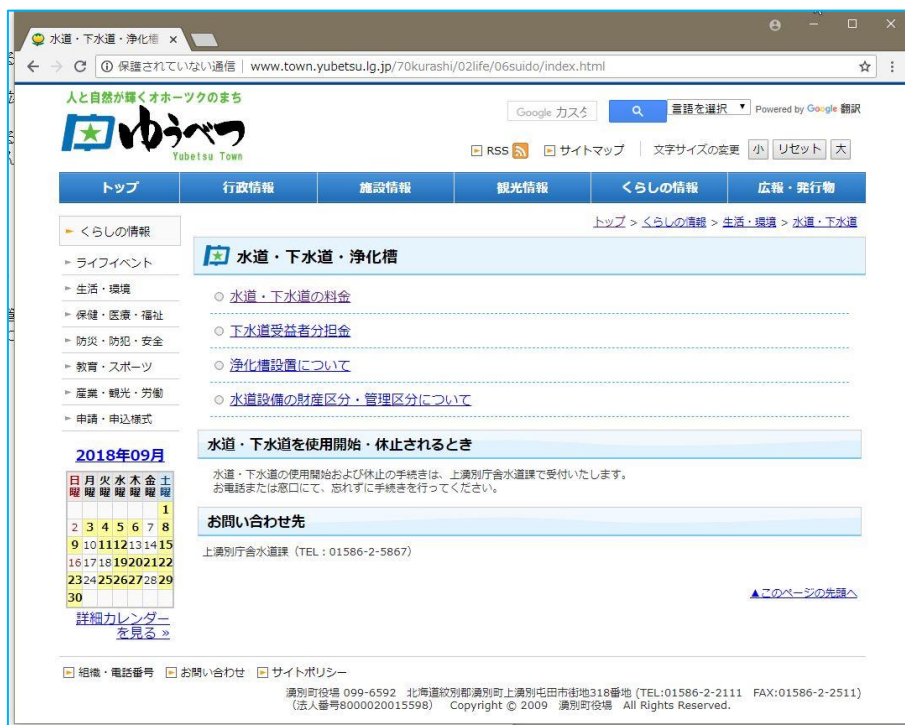 水道・下水道・浄化
保護されていない通信 | www.town.yubetsu.lg.jp/70kurashi/02life/06suido/index.html
人と自然が輝くオホーツクのまち
ゆうべつ
Yubetsu Town
Google カスタ
言語を選択
Powered by Google 翻訳
RSS
サイトマップ
文字サイズの変更 小 リセット 大
トップ 行政情報 施設情報 観光情報 くらしの情報 広報・発行物
トップ > くらしの情報 > 生活・環境 > 水道・下水道
くらしの情報
ライフイベント
生活・環境
保健・医療・福祉
防災・防犯・安全
教育・スポーツ
産業・観光・労働
申請・申込様式
2018年09月
日曜 月曜 火曜 水曜 木曜 金曜 土曜
1
2 3 4 5 6 7 8
9 10 11 12 13 14 15
16 17 18 19 20 21 22
23 24 25 26 27 28 29
30
詳細カレンダー
を見る »
水道・下水道・浄化槽
水道・下水道の料金
下水道受益者分担金
浄化槽設置について
水道設備の財産区分・管理区分について
水道・下水道を使用開始・休止されるとき
水道・下水道の使用開始および休止の手続きは、上湧別庁舎水道課で受付いたします。
お電話または窓口にて、忘れずに手続きを行ってください。
お問い合わせ先
上湧別庁舎水道課（TEL：01586-2-5867）
▲このページの先頭へ
組織・電話番号 お問い合わせ サイトポリシー
湧別町役場 099-6592 北海道紋別郡湧別町上湧別屯田市街地318番地 (TEL:01586-2-2111 FAX:01586-2-2511)
（法人番号8000020015598） Copyright © 2009 湧別町役場 All Rights Reserved.